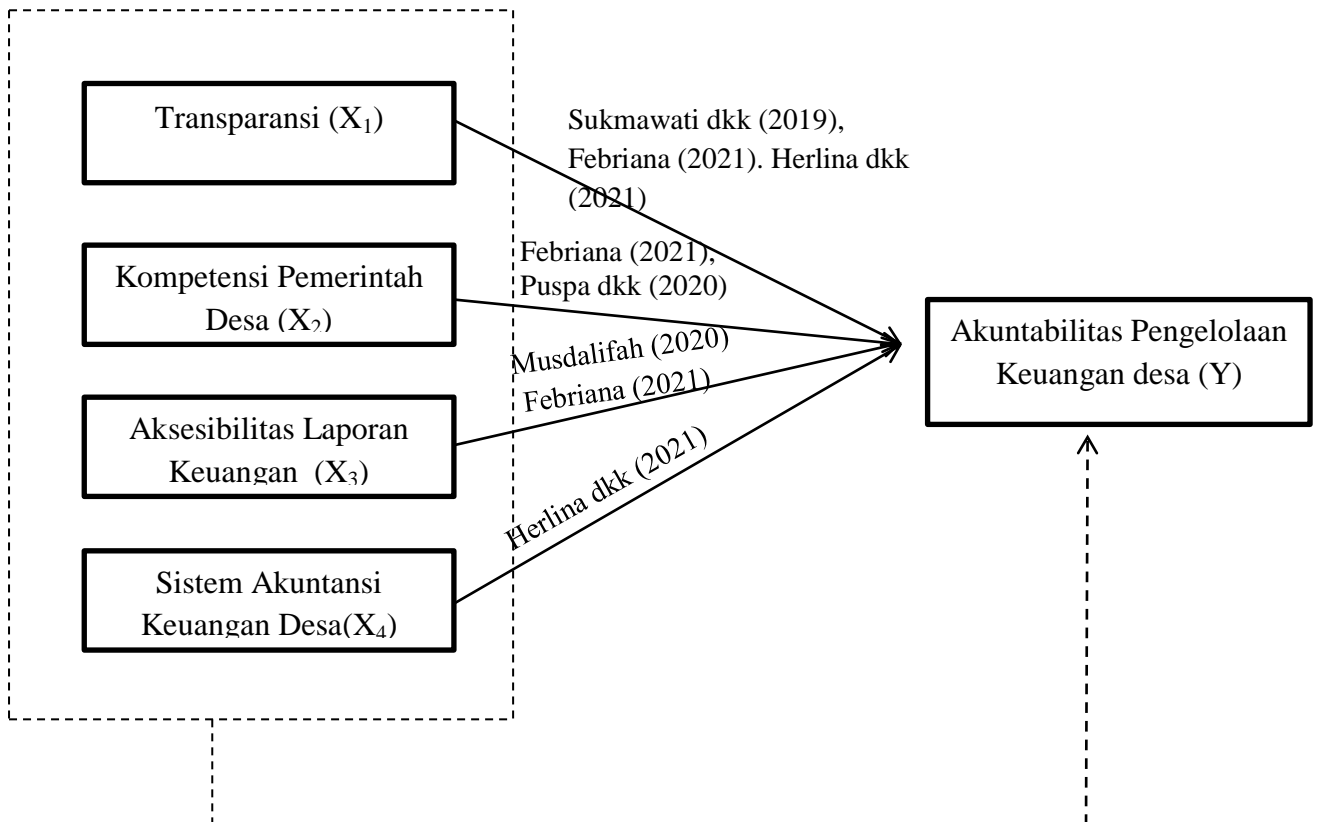 Transparansi (X₁)
Sukmawati dkk (2019),
Febriana (2021). Herlina dkk
(2021)
Kompetensi Pemerintah
Desa (X₂)
Febriana (2021),
Puspa dkk (2020)
Musdalifah (2020)
Febriana (2021)
Aksesibilitas Laporan
Keuangan (X₃)
Herlina dkk (2021)
Sistem Akuntansi
Keuangan Desa(X₄)
Akuntabilitas Pengelolaan
Keuangan desa (Y)